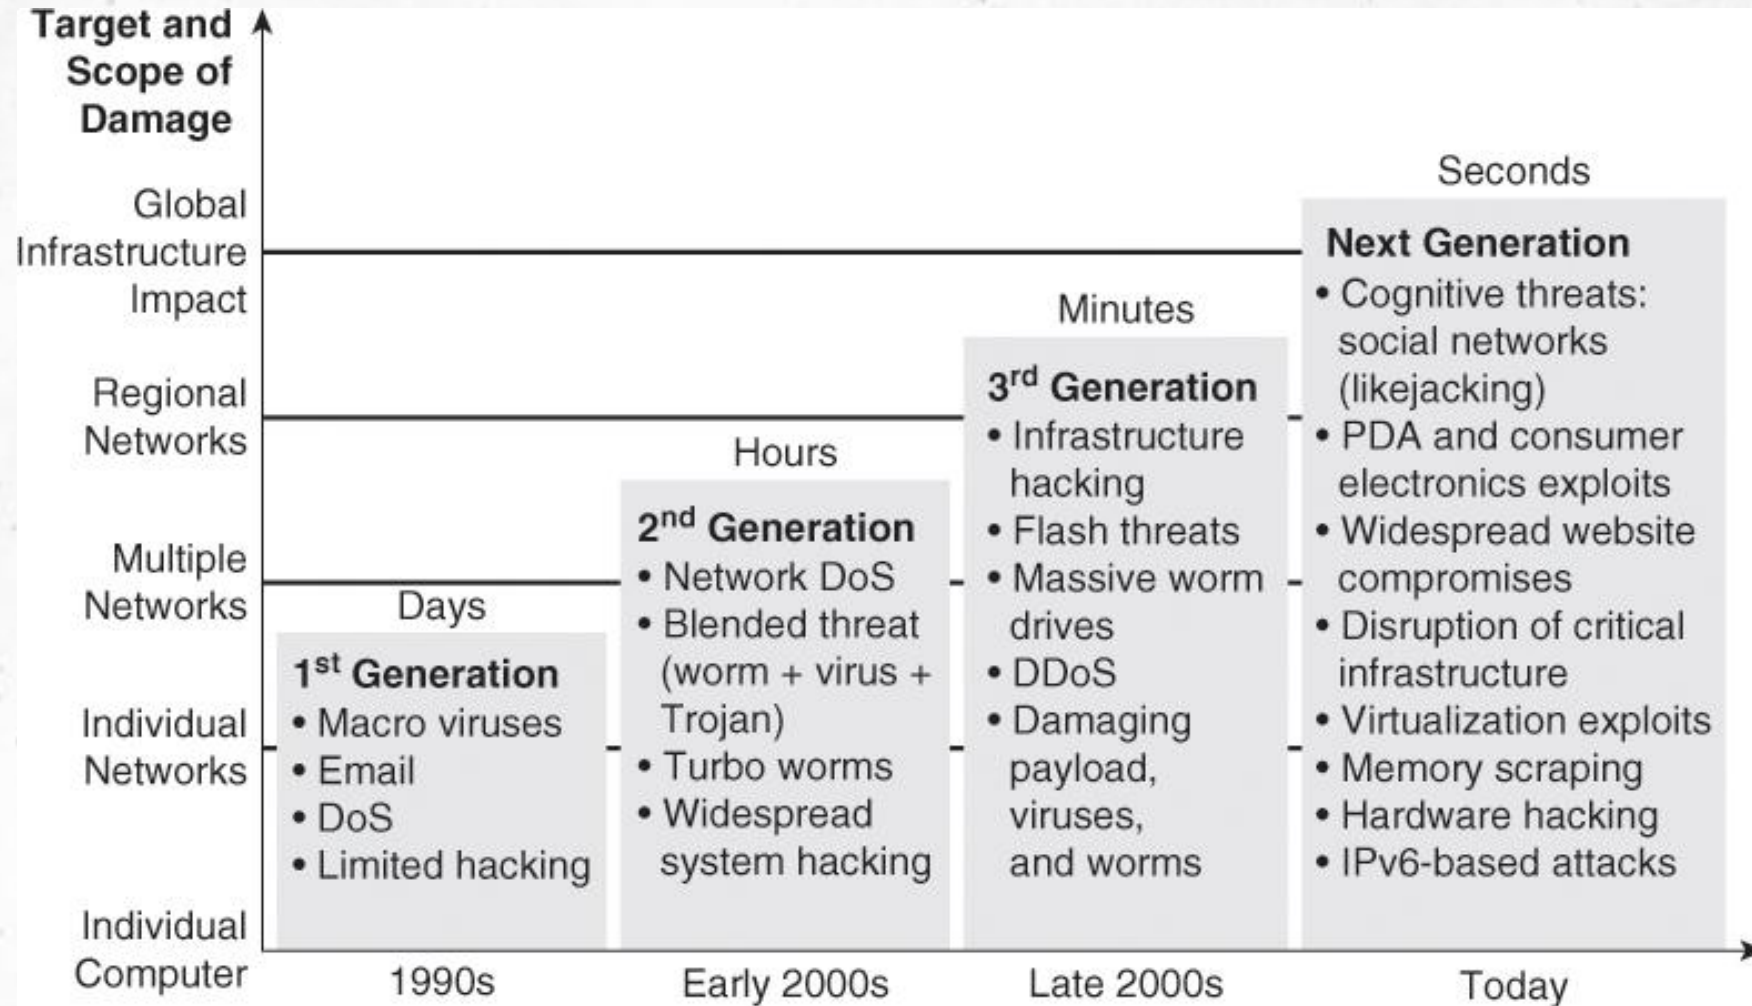 Target and
Scope of
Damage
Global
Infrastructure
Impact
Regional
Networks
Multiple
Networks
Individual
Networks
Individual
Computer
Days
1st Generation
• Macro viruses
• Email
• DoS
• Limited hacking
1990s
Hours
2nd Generation
• Network DoS
• Blended threat
(worm + virus +
Trojan)
• Turbo worms
• Widespread
system hacking
Early 2000s
Minutes
3rd Generation
• Infrastructure
hacking
• Flash threats
• Massive worm
drives
• DDoS
• Damaging
payload,
viruses,
and worms
Late 2000s
Seconds
Next Generation
• Cognitive threats:
social networks
(likejacking)
• PDA and consumer
electronics exploits
• Widespread website
compromises
• Disruption of critical
infrastructure
• Virtualization exploits
• Memory scraping
• Hardware hacking
• IPv6-based attacks
Today